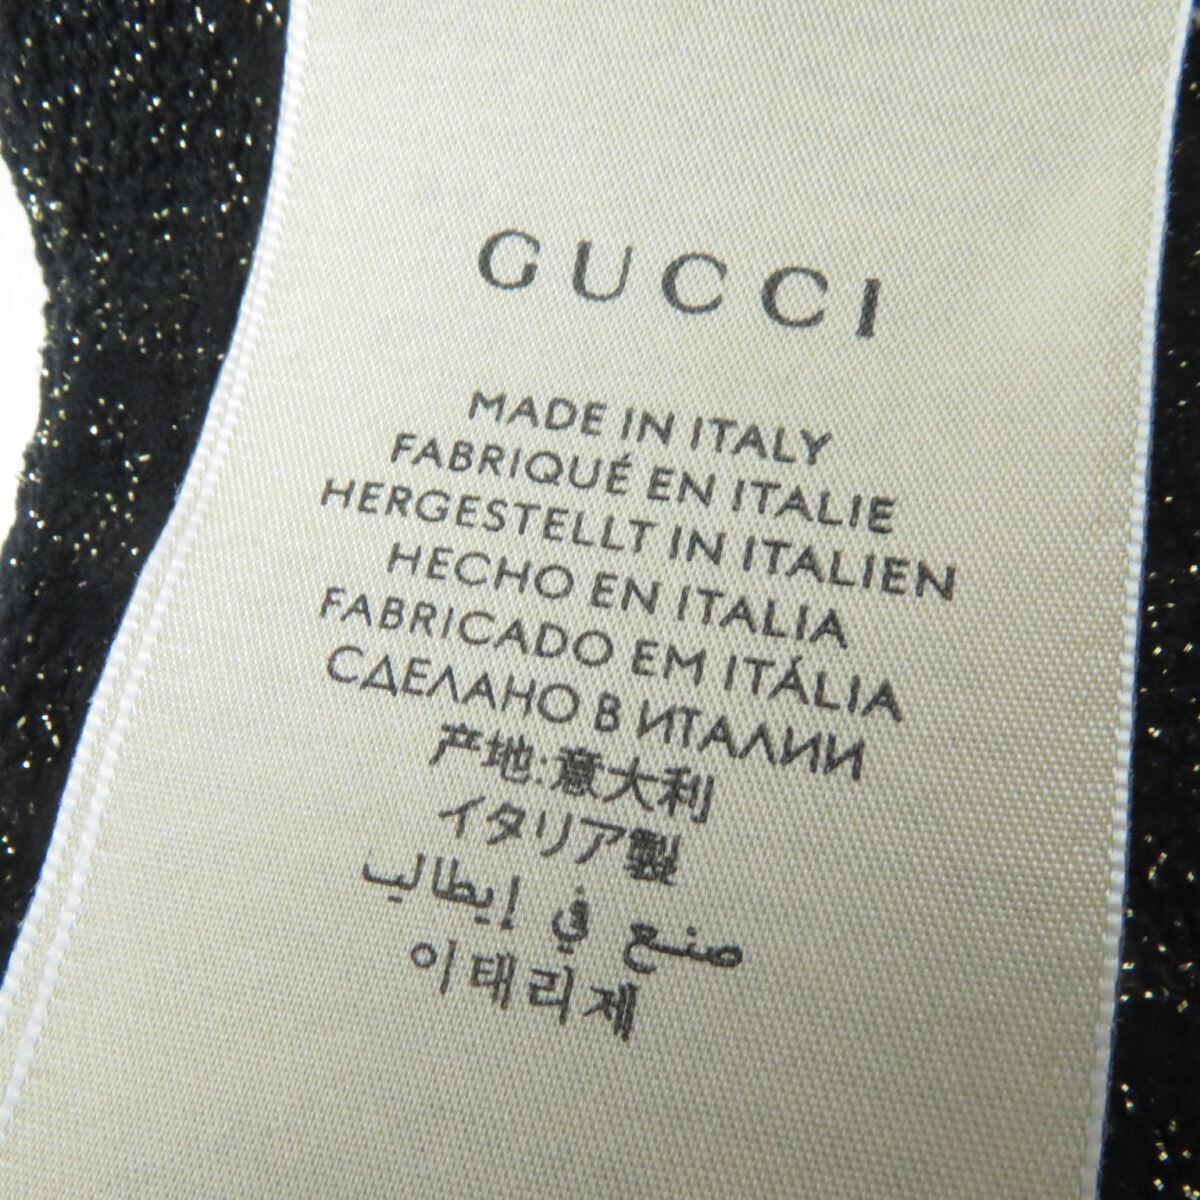 GUCCI
MADE IN ITALY
FABRIQUÉ EN ITALIE
HERGESTELLT IN ITALIEN
HECHO EN ITALIA
FABRICADO EM ITÁLIA
СДЕЛАНО В ИТАЛИИ
产地:意大利
イタリア製
صنع في إيطاليا
이태리제